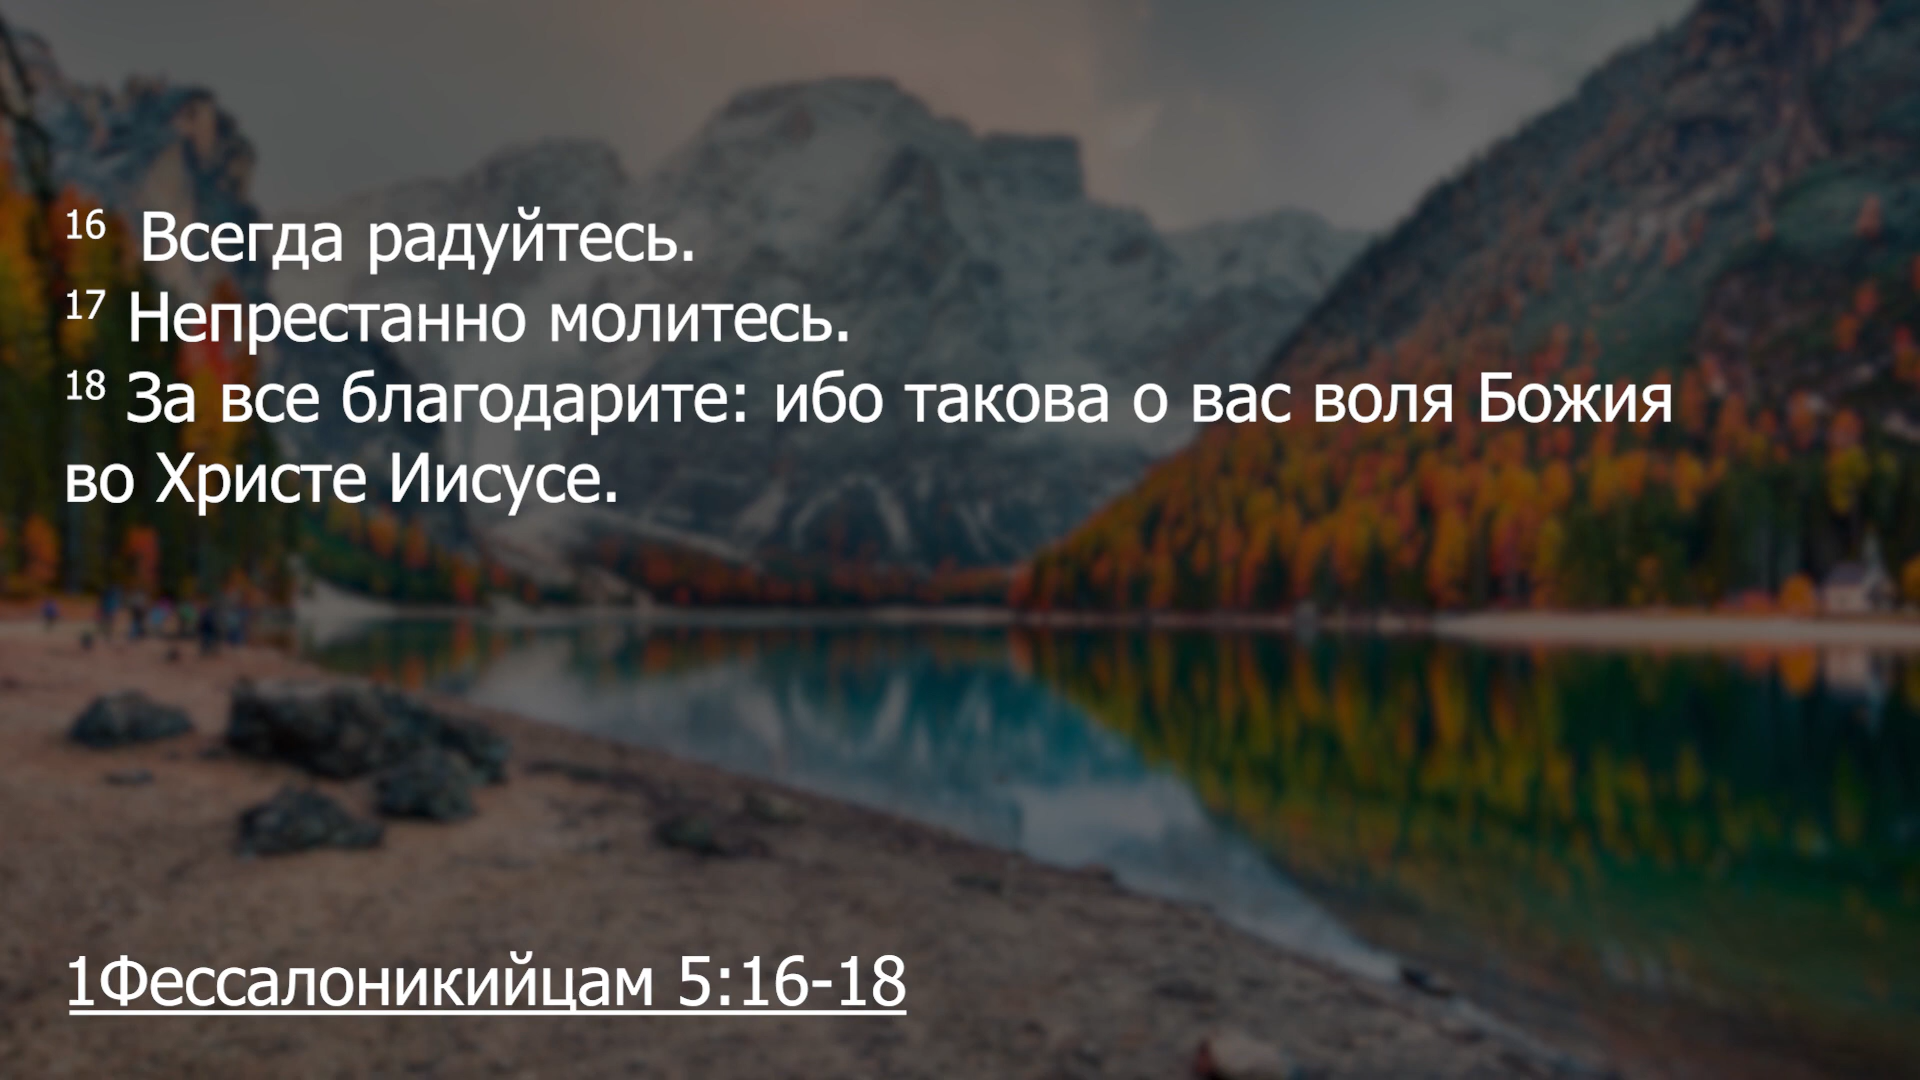 16 Всегда радуйтесь.
17 Непрестанно молитесь.
18 За все благодарите: ибо такова о вас воля Божия
во Христе Иисусе.
1Фессалоникийцам 5:16-18